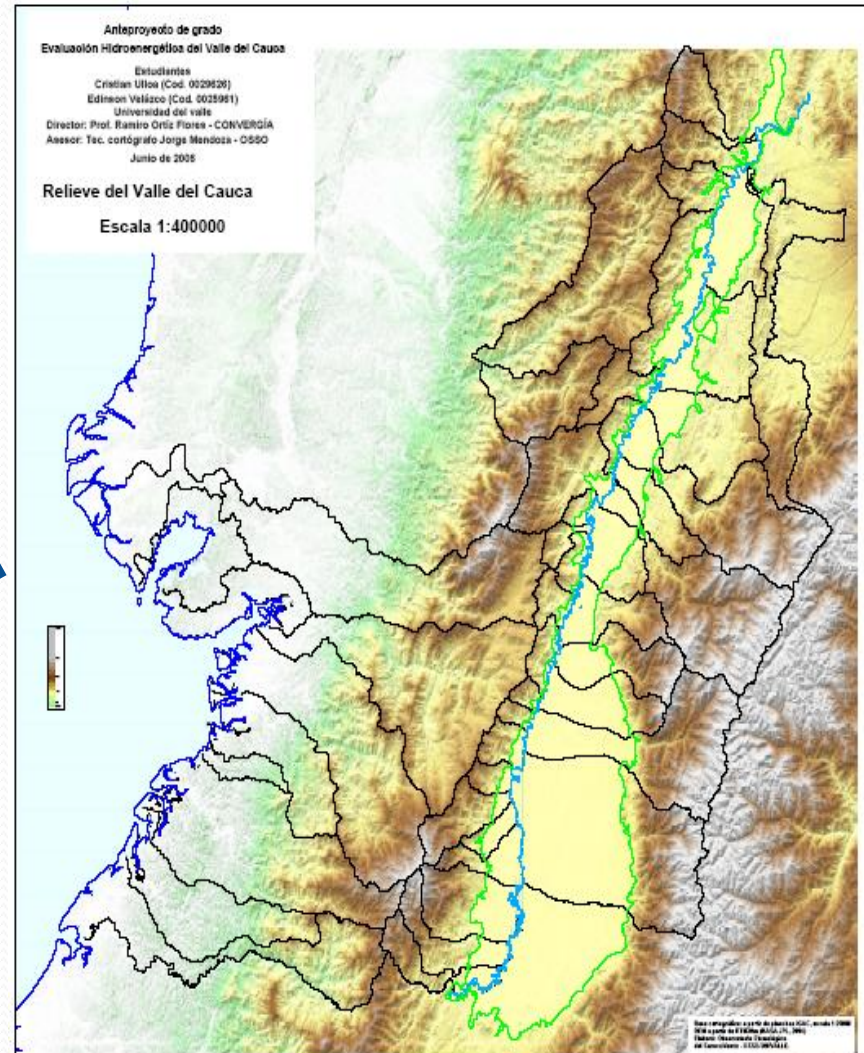 Anteproyecto de grado
Evaluación Hidroenergética del Valle del Cauca
Estudiantes
Cristian Ulloa (Cod. 0029626)
Edinson Velázco (Cod. 0025961)
Universidad del valle
Director: Prof. Ramiro Ortíz Flores - CONVERGÍA
Asesor: Tec. cartógrafo Jorge Mendoza - OSSO
Junio de 2005
Relieve del Valle del Cauca
Escala 1:400000